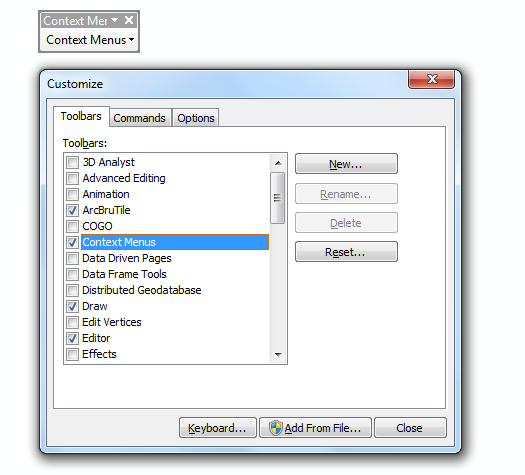 Context Mer
Context Menus
Customize
Toolbars Commands Options
Toolbars:
3D Analyst
Advanced Editing
Animation
ArcBruTile
COGO
Context Menus
Data Driven Pages
Data Frame Tools
Distributed Geodatabase
Draw
Edit Vertices
Editor
Effects
New...
Rename...
Delete
Reset...
Keyboard... Add From File... Close